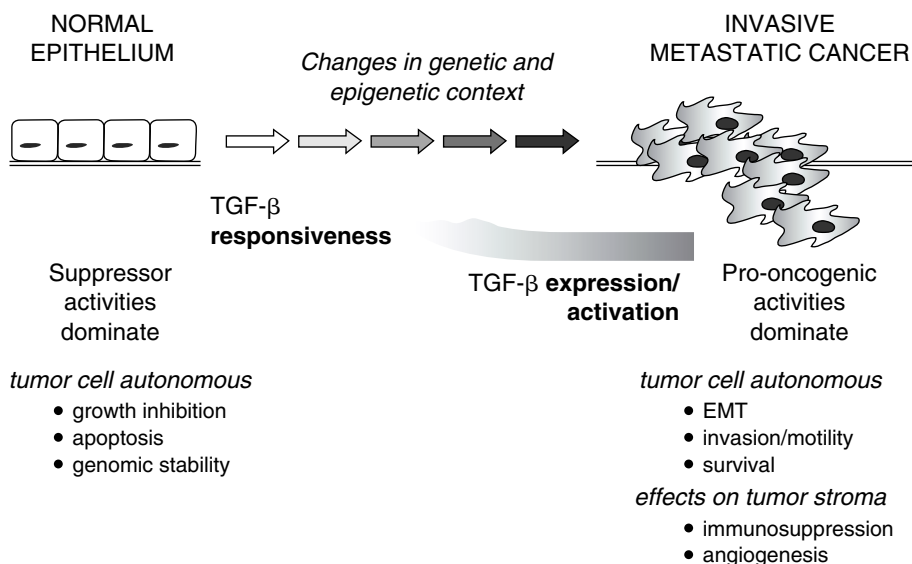 NORMAL
EPITHELIUM
Changes in genetic and
epigenetic context
INVASIVE
METASTATIC CANCER
TGF-β
responsiveness
TGF-β expression/
activation
Suppressor
activities
dominate
tumor cell autonomous
• growth inhibition
• apoptosis
• genomic stability
Pro-oncogenic
activities
dominate
tumor cell autonomous
• EMT
• invasion/motility
• survival
effects on tumor stroma
• immunosuppression
• angiogenesis